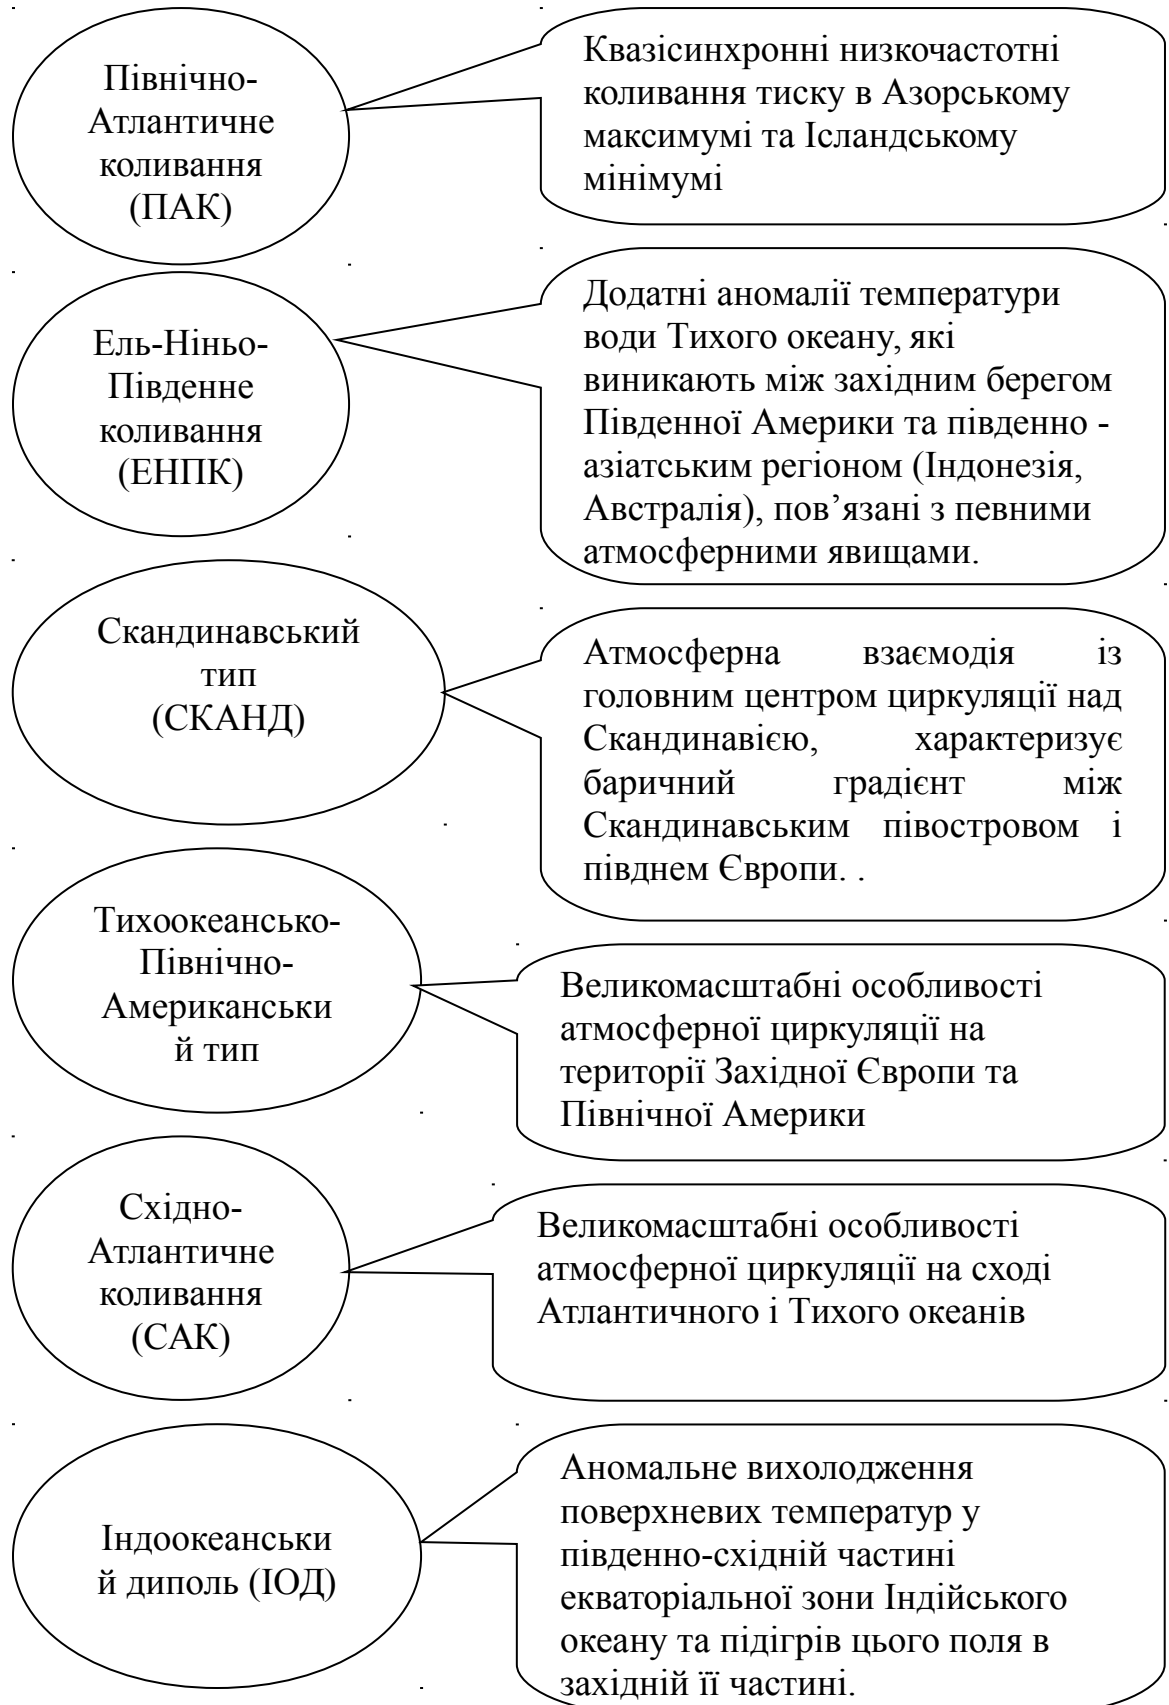 Північно-
Атлантичне
коливання
(ПАК)
Квазісинхронні низкочастотні
коливання тиску в Азорському
максимумі та Ісландському
мінімумі
Ель-Ніньо-
Південне
коливання
(ЕНПК)
Додатні аномалії температури
води Тихого океану, які
виникають між західним берегом
Південної Америки та південно -
азіатським регіоном (Індонезія,
Австралія), пов’язані з певними
атмосферними явищами.
Скандинавський
тип
(СКАНД)
Атмосферна взаємодія із
головним центром циркуляції над
Скандинавією, характеризує
баричний градієнт між
Скандинавським півостровом і
півднем Європи. .
Тихоокеансько-
Північно-
Американськи
й тип
Великомасштабні особливості
атмосферної циркуляції на
території Західної Європи та
Північної Америки
Східно-
Атлантичне
коливання
(САК)
Великомасштабні особливості
атмосферної циркуляції на сході
Атлантичного і Тихого океанів
Індоокеанськи
й диполь (ІОД)
Аномальне вихолодження
поверхневих температур у
південно-східній частині
екваторіальної зони Індійського
океану та підігрів цього поля в
західній її частині.